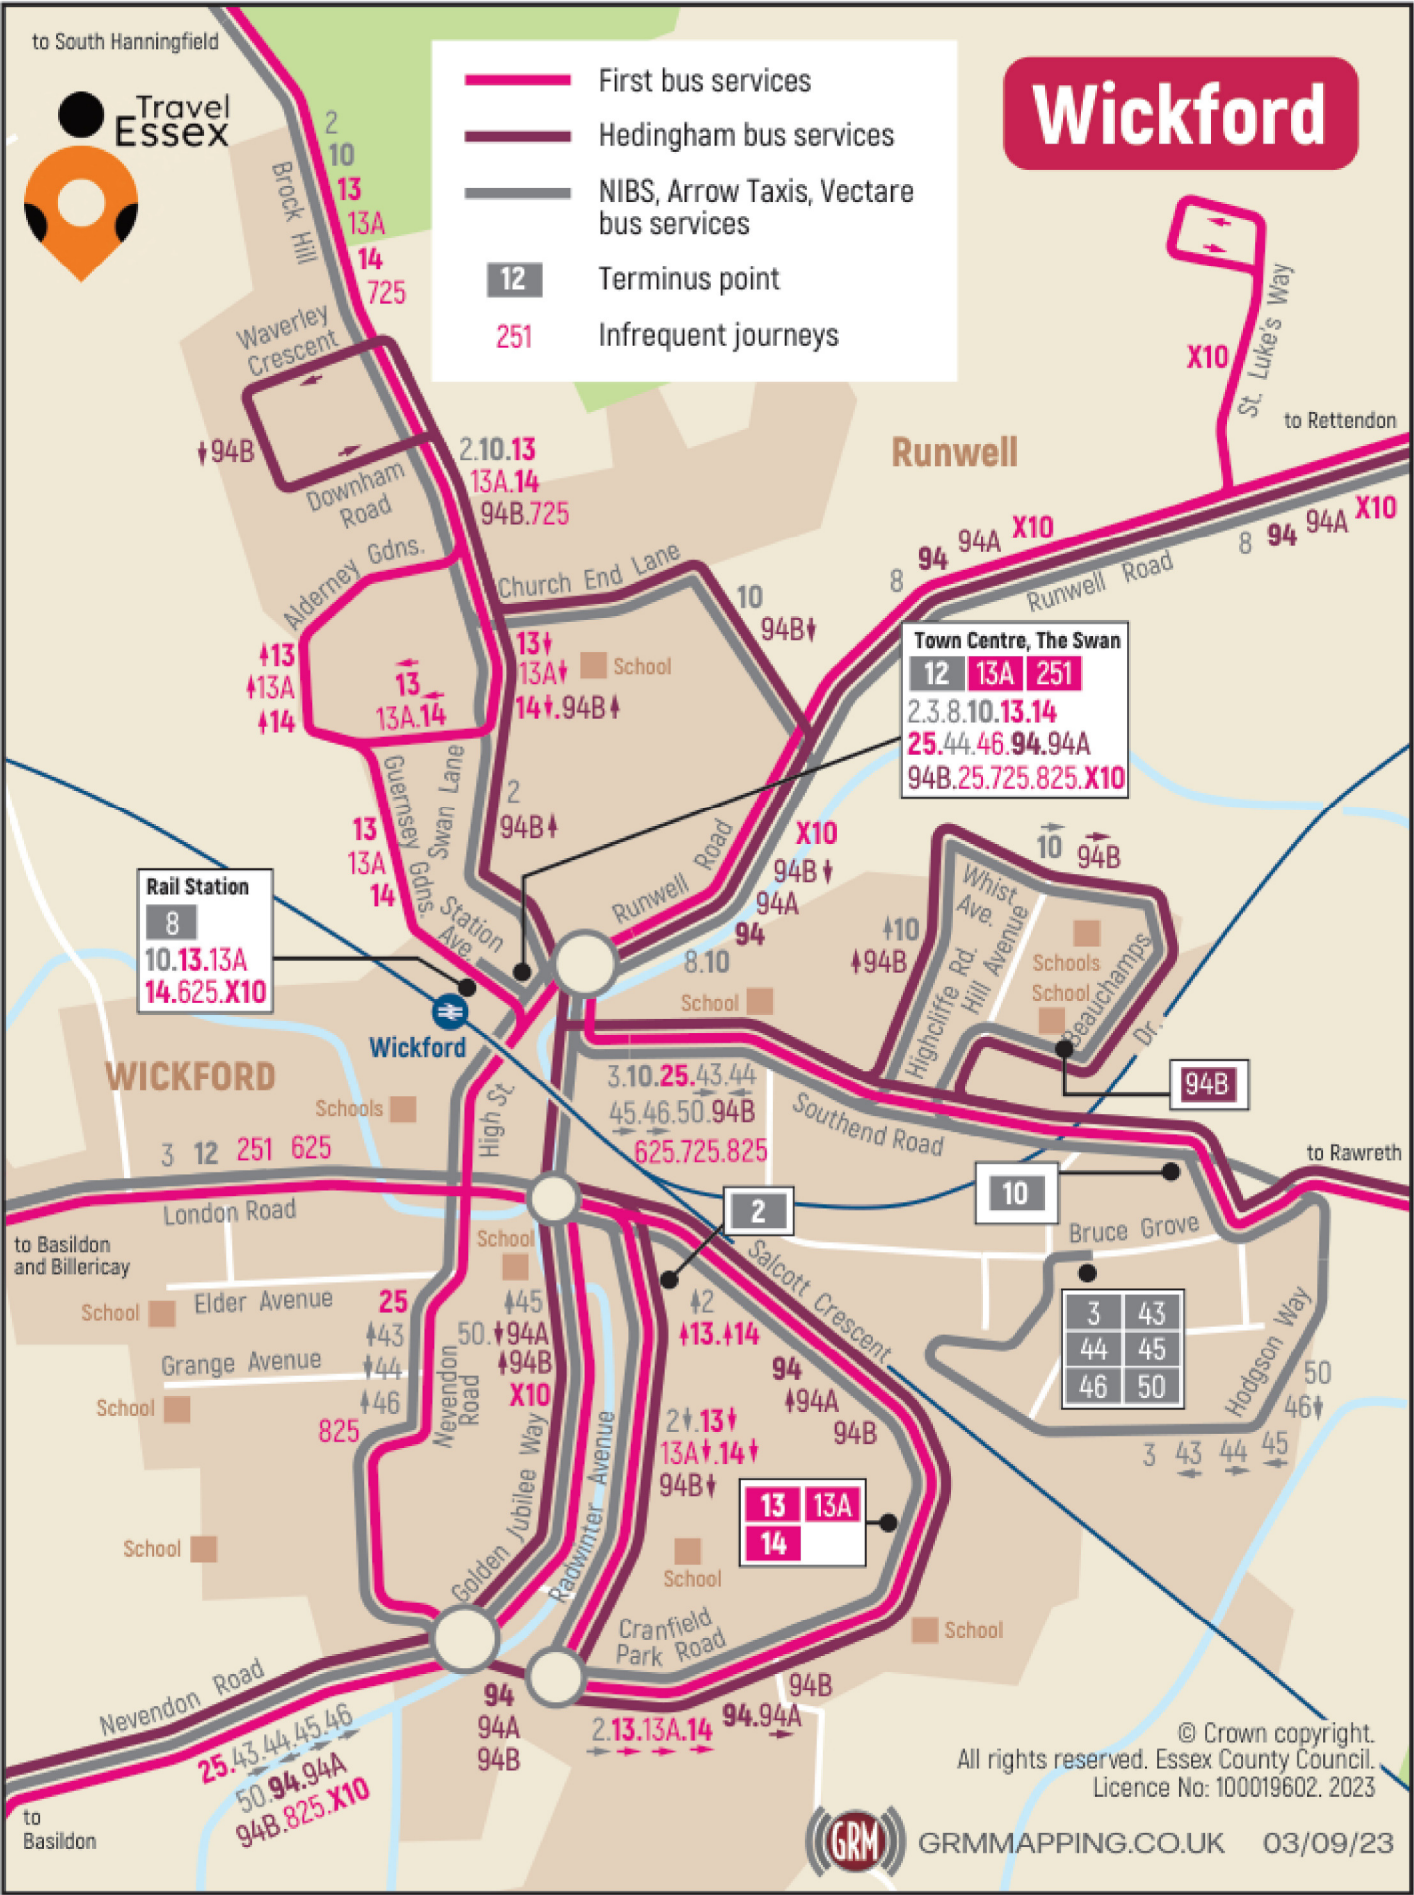 to South Hanningfield
Travel
Essex
First bus services
Hedingham bus services
NIBS, Arrow Taxis, Vectare
bus services
12
Terminus point
251
Infrequent journeys
Wickford
Brock Hill
2
10
13
13A
14
725
Waverley
Crescent
94B
Downham
Road
2.10.13
13A.14
94B.725
St. Luke's Way
X10
to Rettendon
Runwell
8
94
94A
X10
Runwell Road
8
94
94A
X10
Alderney Gdns.
Church End Lane
10
94B
13
13A
14
13
13A.14
13
13A
14.94B
School
Town Centre, The Swan
12
13A
251
2.3.8.10.13.14
25.44.46.94.94A
94B.25.725.825.X10
Guernsey Gdns.
Swan Lane
2
94B
13
13A
14
Station
Ave.
Runwell Road
X10
94B
94A
94
8.10
Rail Station
8
10.13.13A
14.625.X10
Wickford
WICKFORD
10
94B
Whist
Ave.
Highcliffe Rd.
Hill Avenue
10
94B
Schools
School
Beauchamps
Dr.
94B
School
3.10.25.43.44
45.46.50.94B
625.725.825
Southend Road
Schools
High St.
3
12
251
625
London Road
to Basildon
and Billericay
to Rawreth
10
2
Bruce Grove
3
43
44
45
46
50
Hodgson Way
50
46
3
43
44
45
School
Elder Avenue
School
Grange Avenue
School
25
43
44
46
825
Nevendon
Road
45
50.94A
94B
X10
Golden Jubilee Way
Radwinter Avenue
2
13.14
Salcott Crescent
94
94A
94B
2.13
13A.14
94B
13
13A
14
School
School
School
Cranfield
Park Road
Nevendon Road
25.43.44.45.46
50.94.94A
94B.825.X10
94
94A
94B
2.13.13A.14
94.94A
94B
to
Basildon
© Crown copyright.
All rights reserved. Essex County Council.
Licence No: 100019602. 2023
GRM
GRMMAPPING.CO.UK
03/09/23